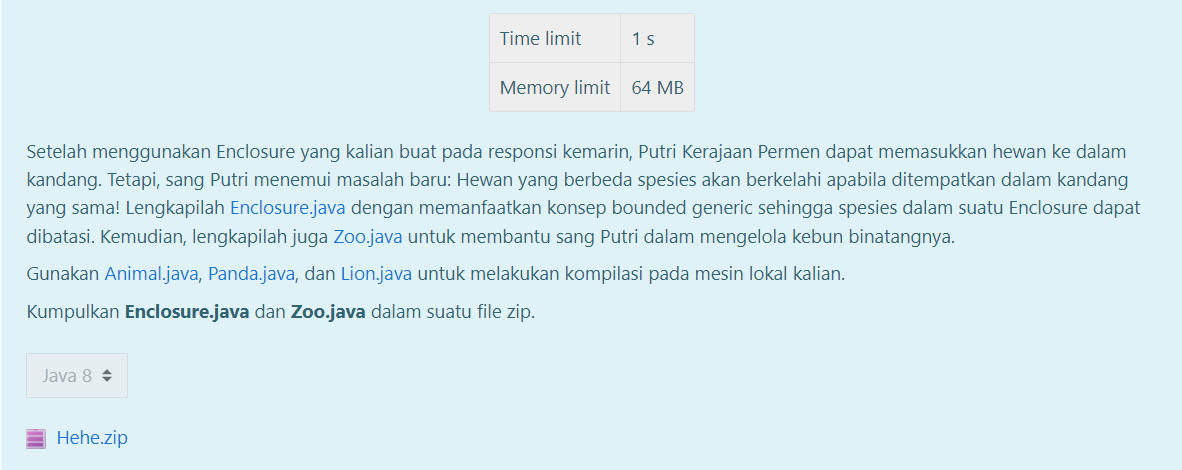 Time limit 1 s
Memory limit 64 MB
Setelah menggunakan Enclosure yang kalian buat pada responsi kemarin, Putri Kerajaan Permen dapat memasukkan hewan ke dalam
kandang. Tetapi, sang Putri menemui masalah baru: Hewan yang berbeda spesies akan berkelahi apabila ditempatkan dalam kandang
yang sama! Lengkapilah Enclosure.java dengan memanfaatkan konsep bounded generic sehingga spesies dalam suatu Enclosure dapat
dibatasi. Kemudian, lengkapilah juga Zoo.java untuk membantu sang Putri dalam mengelola kebun binatangnya.
Gunakan Animal.java, Panda.java, dan Lion.java untuk melakukan kompilasi pada mesin lokal kalian.
Kumpulkan Enclosure.java dan Zoo.java dalam suatu file zip.
Java 8
Hehe.zip